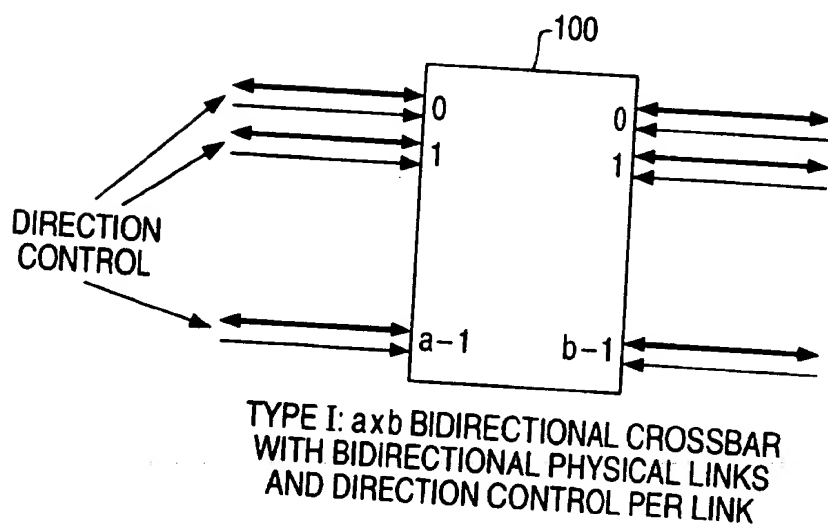 100
0 0
1 1
DIRECTION
CONTROL
a-1 b-1
TYPE I: axb BIDIRECTIONAL CROSSBAR
WITH BIDIRECTIONAL PHYSICAL LINKS
AND DIRECTION CONTROL PER LINK